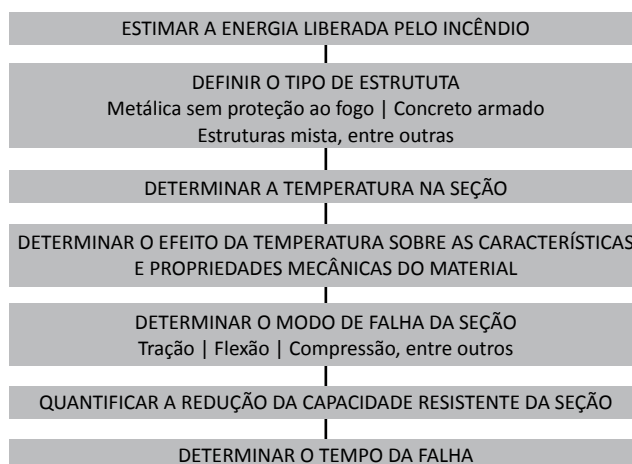 ESTIMAR A ENERGIA LIBERADA PELO INCÊNDIO
DEFINIR O TIPO DE ESTRUTUTA
Metálica sem proteção ao fogo | Concreto armado
Estruturas mista, entre outras
DETERMINAR A TEMPERATURA NA SEÇÃO
DETERMINAR O EFEITO DA TEMPERATURA SOBRE AS CARACTERÍSTICAS
E PROPRIEDADES MECÂNICAS DO MATERIAL
DETERMINAR O MODO DE FALHA DA SEÇÃO
Tração | Flexão | Compressão, entre outros
QUANTIFICAR A REDUÇÃO DA CAPACIDADE RESISTENTE DA SEÇÃO
DETERMINAR O TEMPO DA FALHA